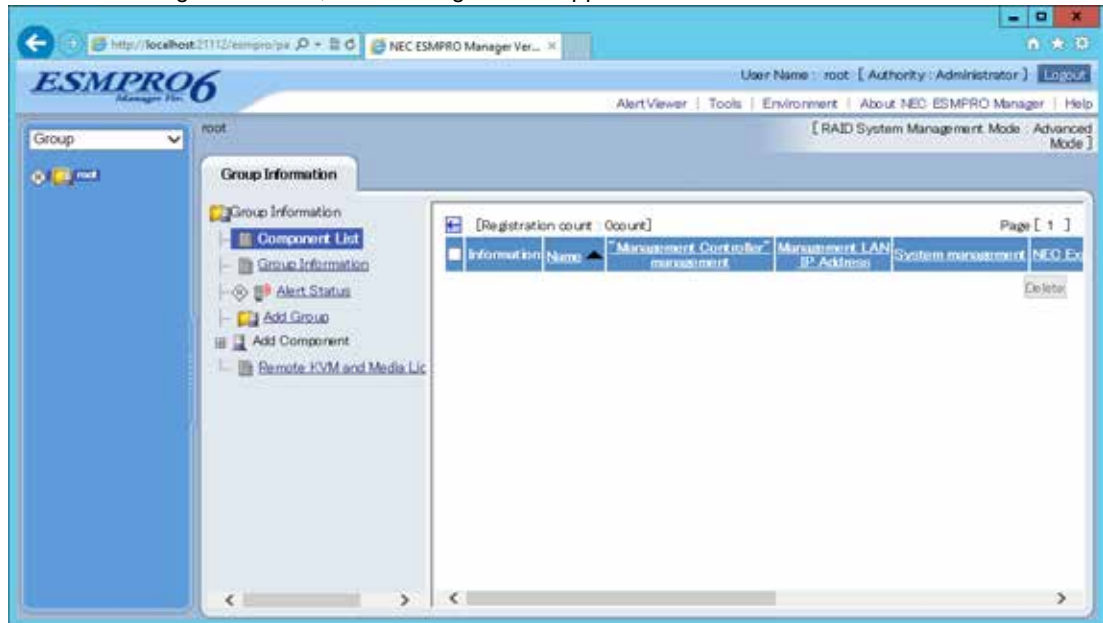 http://localhost:21112/esmpro/pa
NEC ESMPRO Manager Ver...
ESMPRO6
Manager Ver.
User Name : root [ Authority : Administrator ] Logout
AlertViewer | Tools | Environment | About NEC ESMPRO Manager | Help
Group
root
[ RAID System Management Mode : Advanced
Mode ]
root
Group Information
Group Information
Component List
Group Information
Alert Status
Add Group
Add Component
Remote KVM and Media Lic
[Registration count : 0count]
Page [ 1 ]
Information Name "Management Controller" management Management LAN IP Address System management NEC Ex
Delete